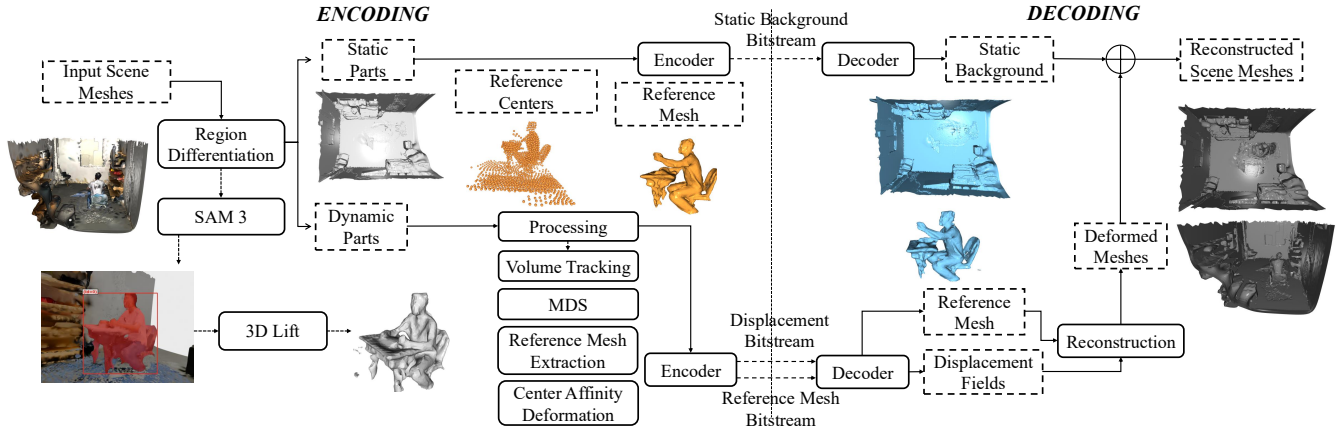 ENCODING
DECODING
Static Background
Bitstream
Input Scene
Meshes
Static
Parts
Encoder
Decoder
Static
Background
Reconstructed
Scene Meshes
Region
Differentiation
Reference
Centers
Reference
Mesh
SAM 3
Dynamic
Parts
Processing
Volume Tracking
MDS
Reference Mesh
Extraction
Center Affinity
Deformation
3D Lift
Encoder
Displacement
Bitstream
Reference Mesh
Bitstream
Decoder
Reference
Mesh
Displacement
Fields
Reconstruction
Deformed
Meshes